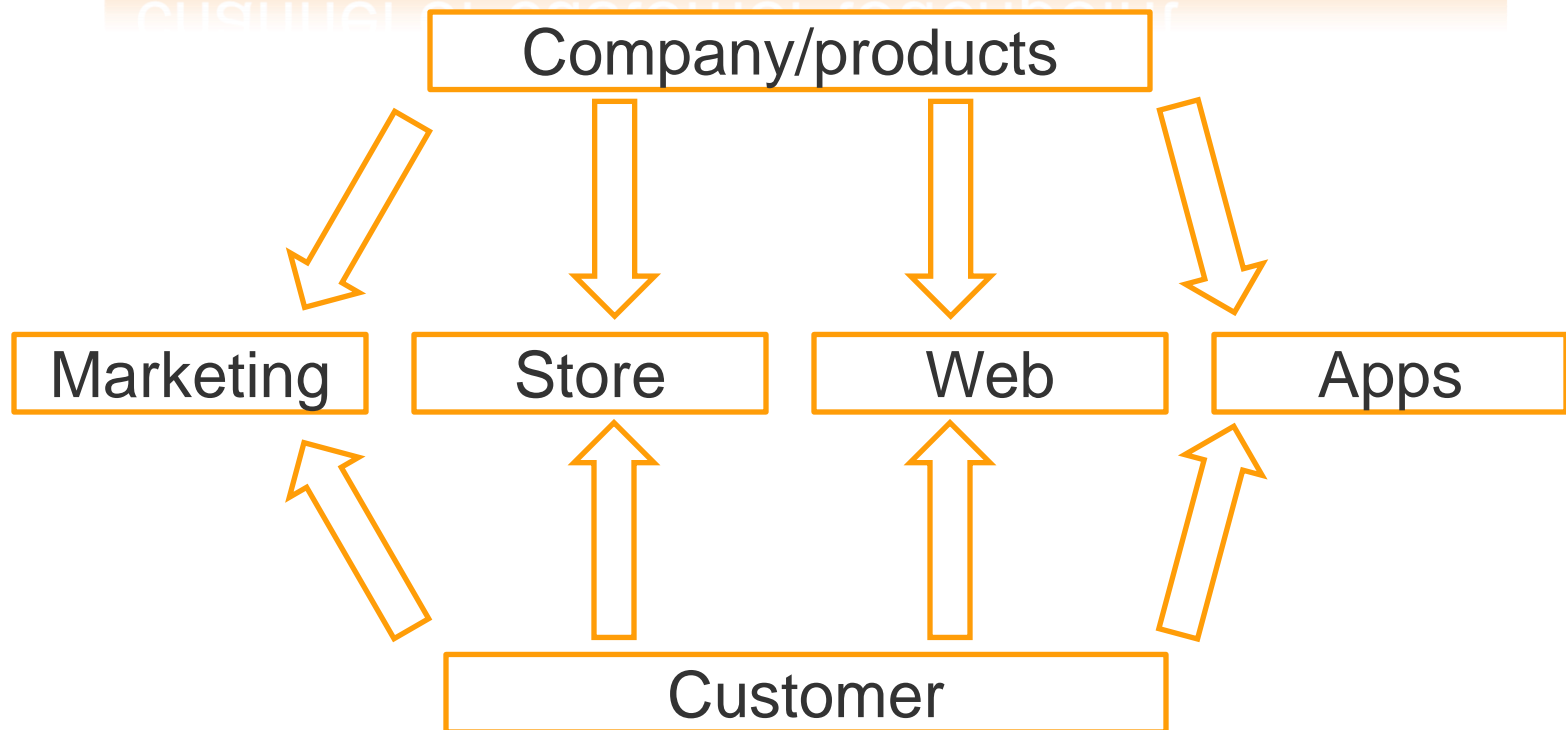 Company/products
Marketing
Store
Web
Apps
Customer